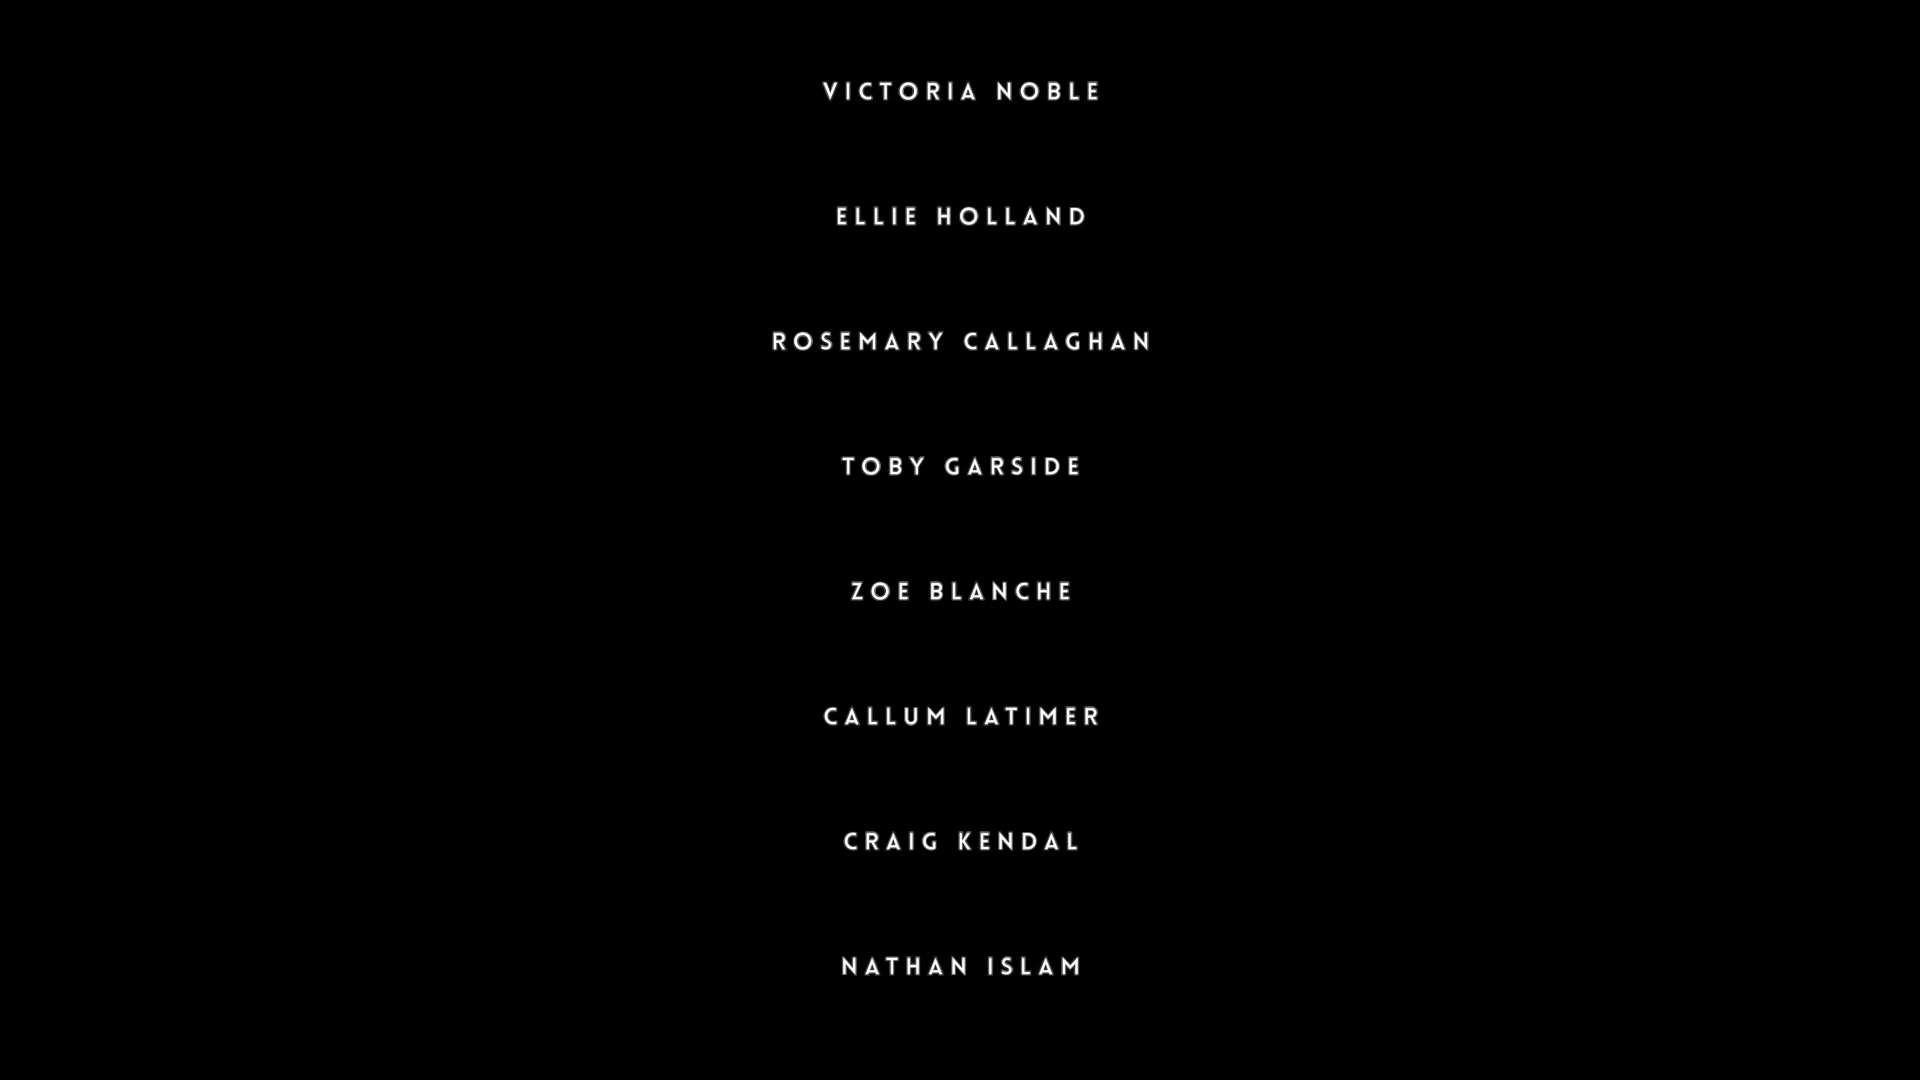 VICTORIA NOBLE
ELLIE HOLLAND
ROSEMARY CALLAGHAN
TOBY GARSIDE
ZOE BLANCHE
CALLUM LATIMER
CRAIG KENDAL
NATHAN ISLAM